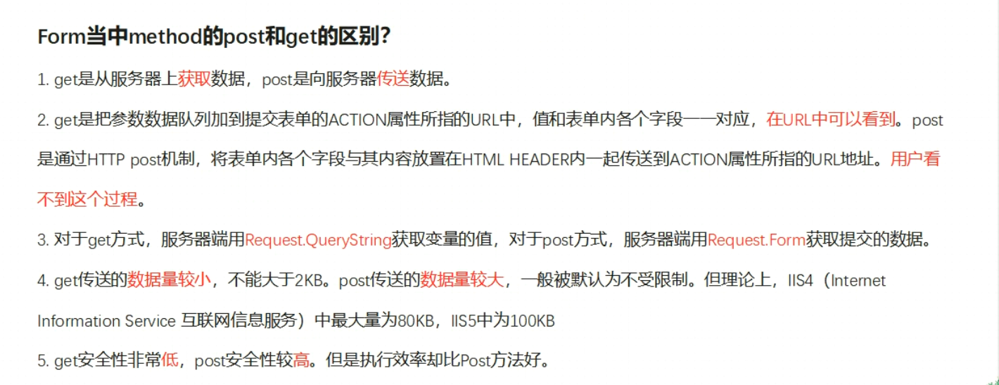 Form当中method的post和get的区别？
1. get是从服务器上获取数据，post是向服务器传送数据。
2. get是把参数数据队列加到提交表单的ACTION属性所指的URL中，值和表单内各个字段一一对应，在URL中可以看到。post
是通过HTTP post机制，将表单内各个字段与其内容放置在HTML HEADER内一起传送到ACTION属性所指的URL地址。用户看
不到这个过程。
3. 对于get方式，服务器端用Request.QueryString获取变量的值，对于post方式，服务器端用Request.Form获取提交的数据。
4. get传送的数据量较小，不能大于2KB。post传送的数据量较大，一般被默认为不受限制。但理论上，IIS4（Internet
Information Service 互联网信息服务）中最大量为80KB，IIS5中为100KB
5. get安全性非常低，post安全性较高。但是执行效率却比Post方法好。